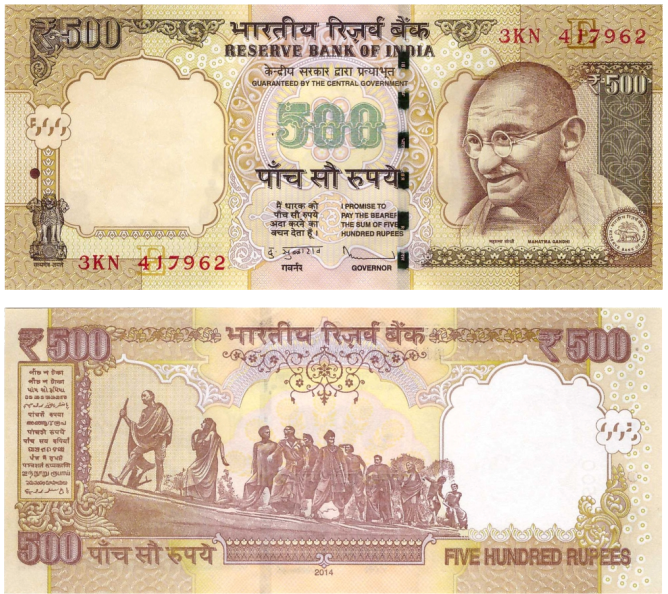 ₹500
भारतीय रिज़र्व बैंक
RESERVE BANK OF INDIA
केन्द्रीय सरकार द्वारा प्रत्याभूत
GUARANTEED BY THE CENTRAL GOVERNMENT
3KN 417962
E
500
₹500
पाँच सौ रुपये
मैं धारक को
पाँच सौ रुपये
अदा करने का
वचन देता हूँ।
I PROMISE TO
PAY THE BEARER
THE SUM OF FIVE
HUNDRED RUPEES
गवर्नर
GOVERNOR
सत्यमेव जयते
3KN 417962
E
महात्मा गांधी
MAHATMA GANDHI
₹500
भारतीय रिज़र्व बैंक
₹500
500 पाँच सौ रुपये
2014
FIVE HUNDRED RUPEES